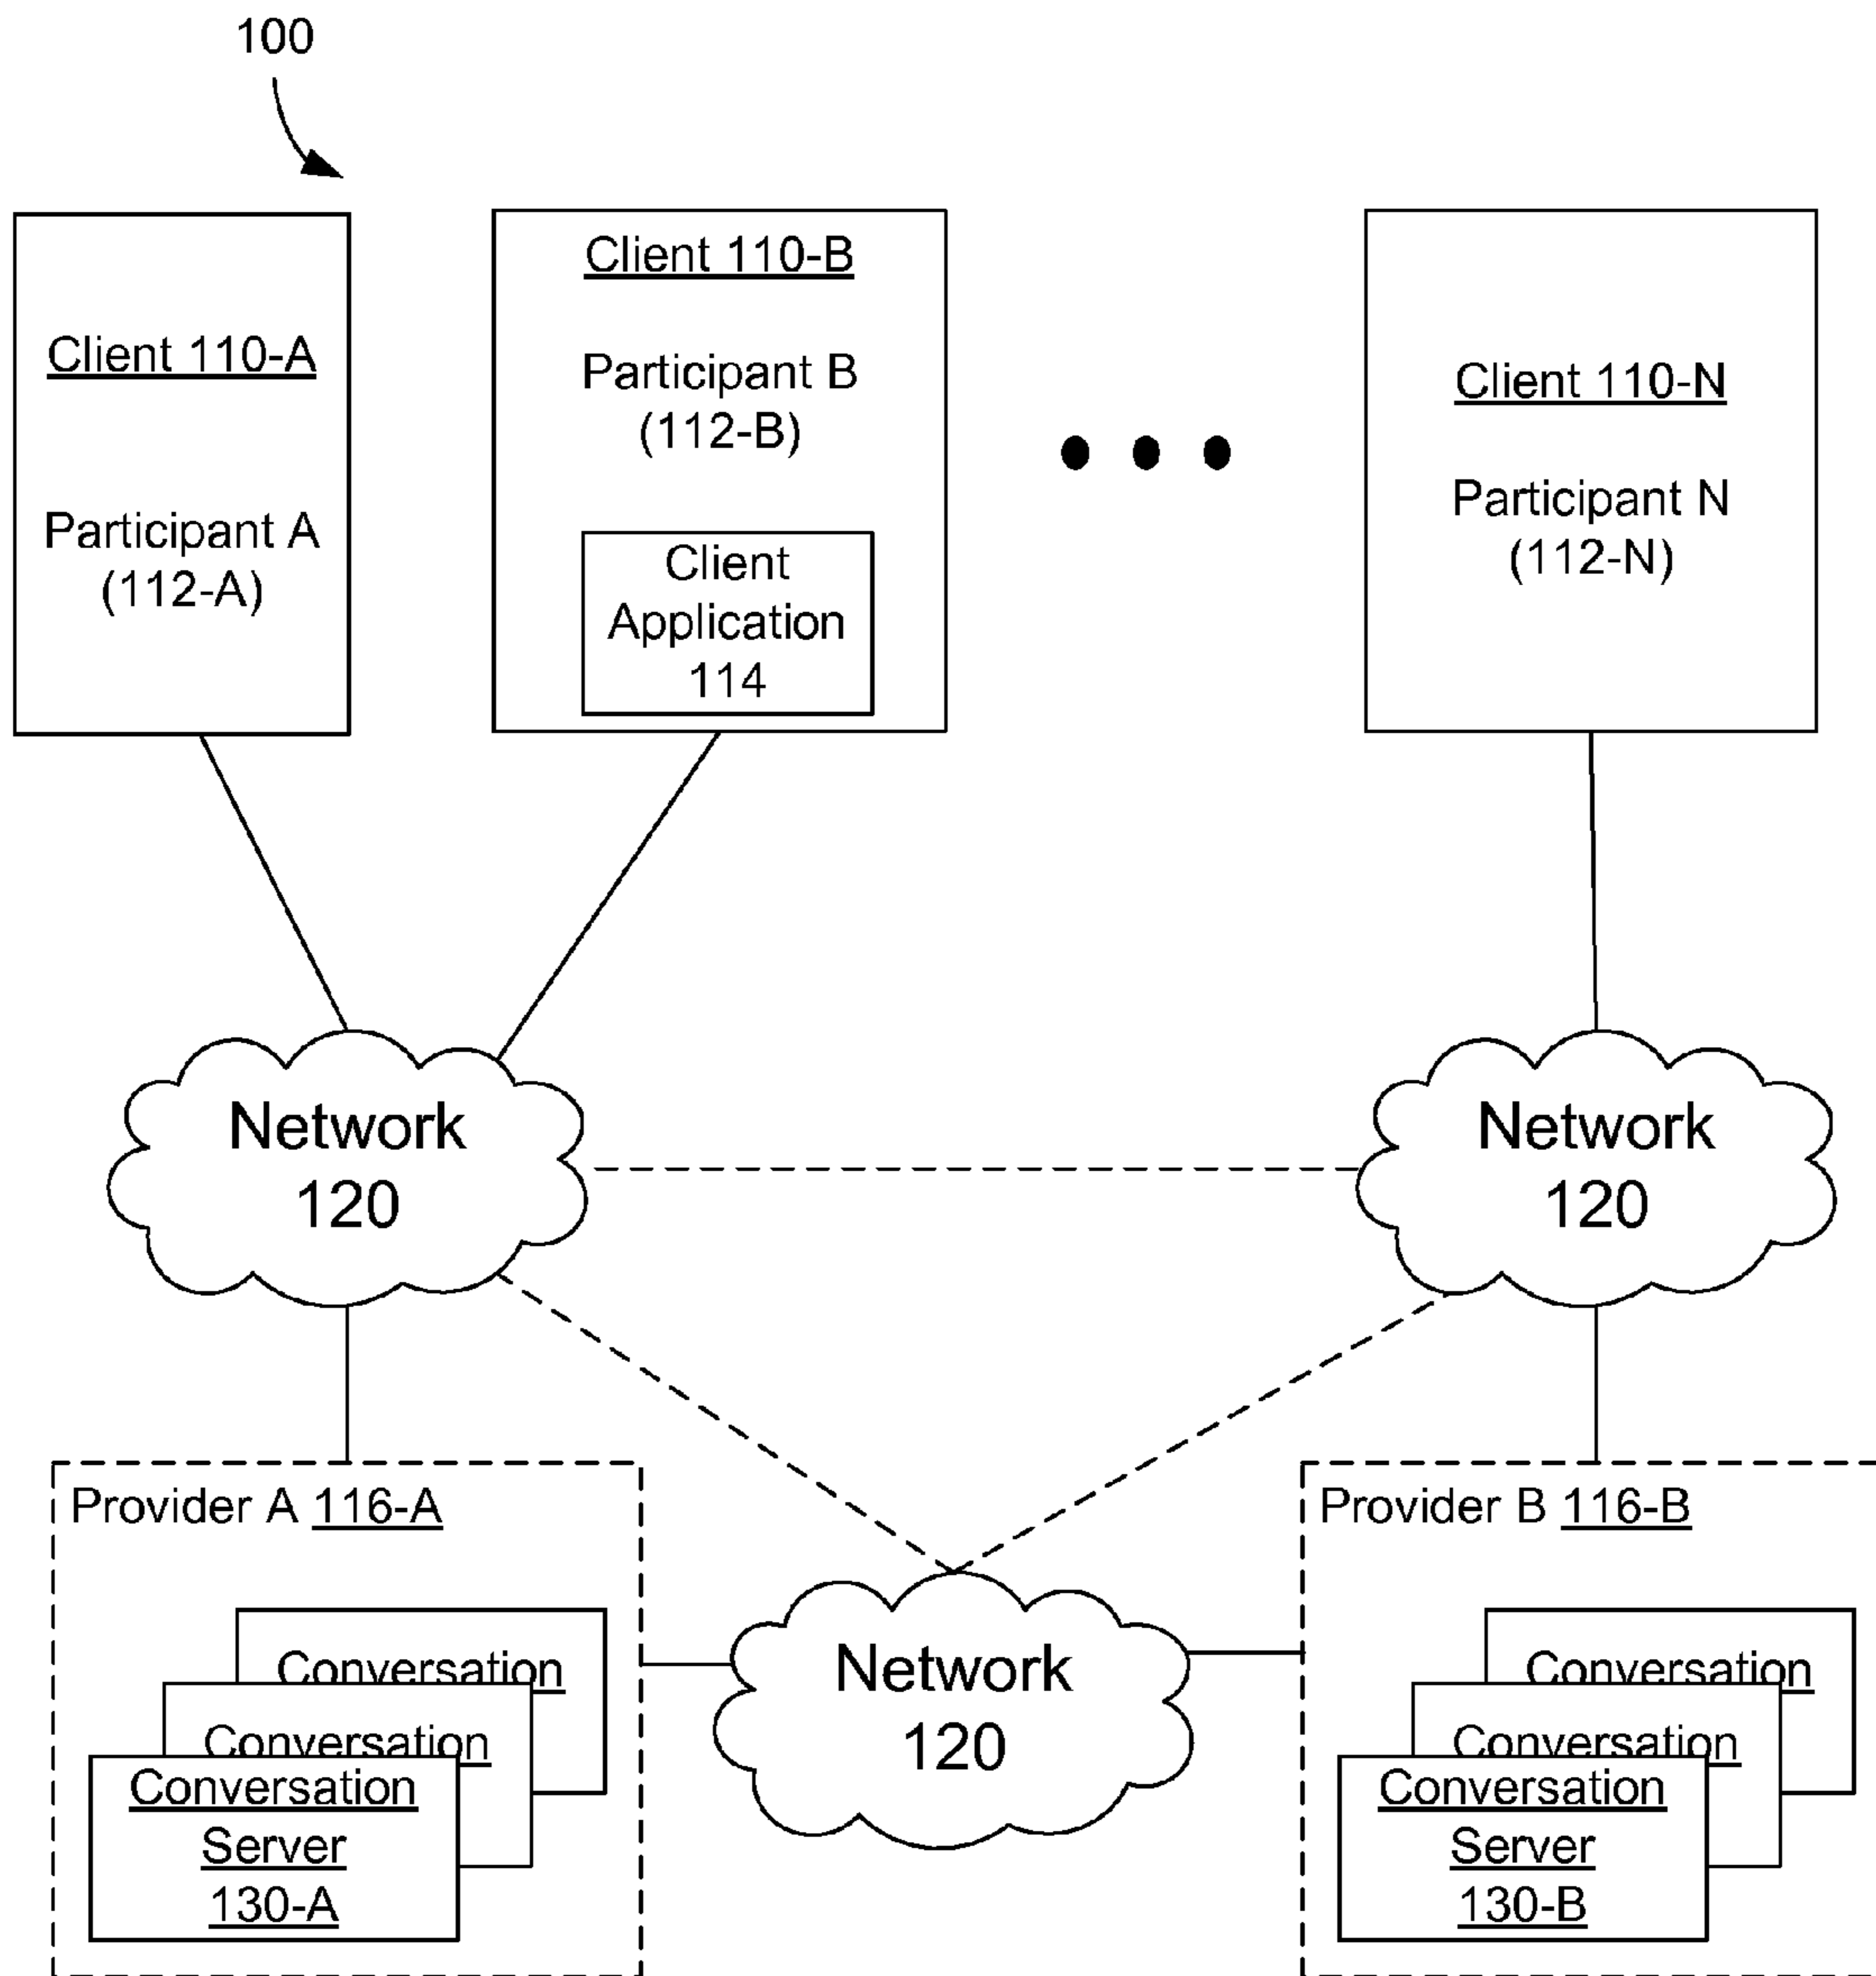 100
Client 110-A
Participant A
(112-A)
Client 110-B
Participant B
(112-B)
Client
Application
114
Client 110-N
Participant N
(112-N)
Network
120
Network
120
Provider A 116-A
Conversation
Conversation
Conversation
Server
130-A
Network
120
Provider B 116-B
Conversation
Conversation
Conversation
Server
130-B